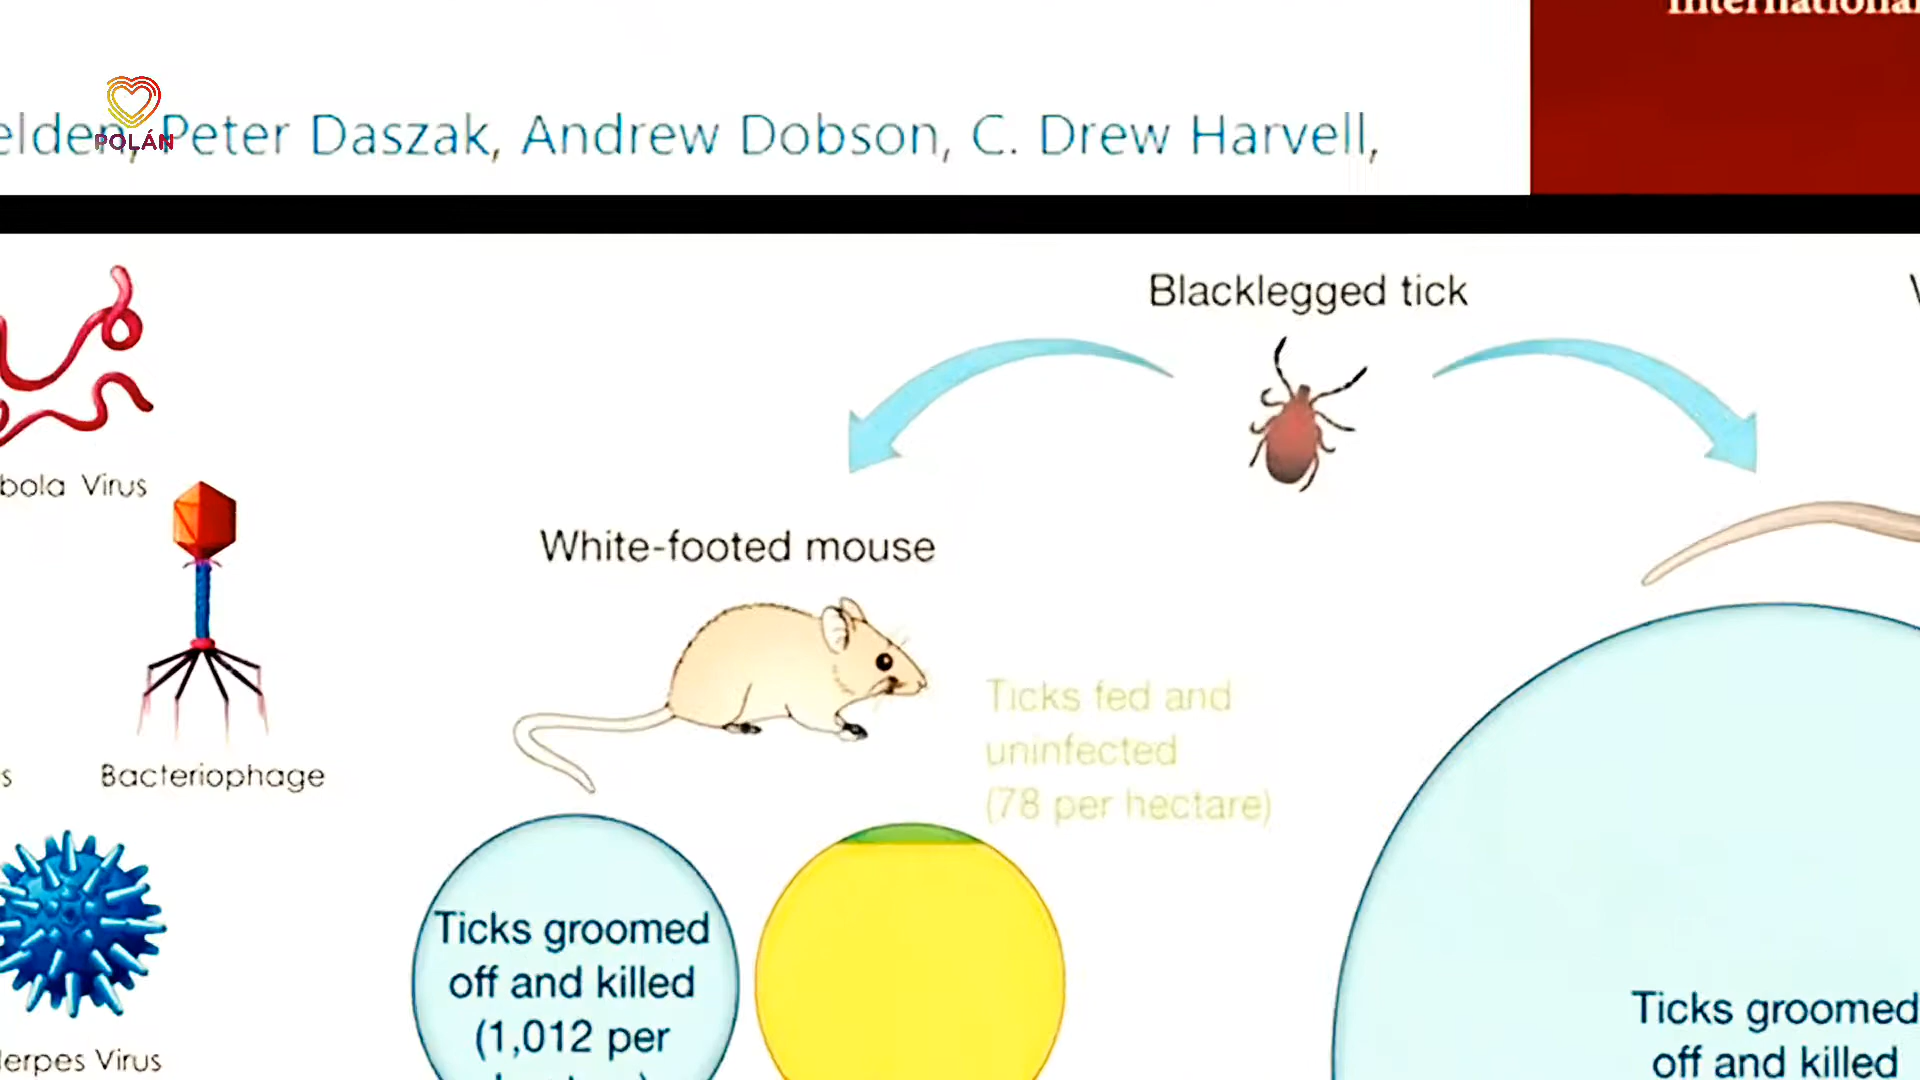 International
POLÁN
elden, Peter Daszak, Andrew Dobson, C. Drew Harvell,
Blacklegged tick
bola Virus
White-footed mouse
Ticks fed and
uninfected
(78 per hectare)
s
Bacteriophage
Ticks groomed
off and killed
(1,012 per
Ticks groomed
off and killed
erpes Virus